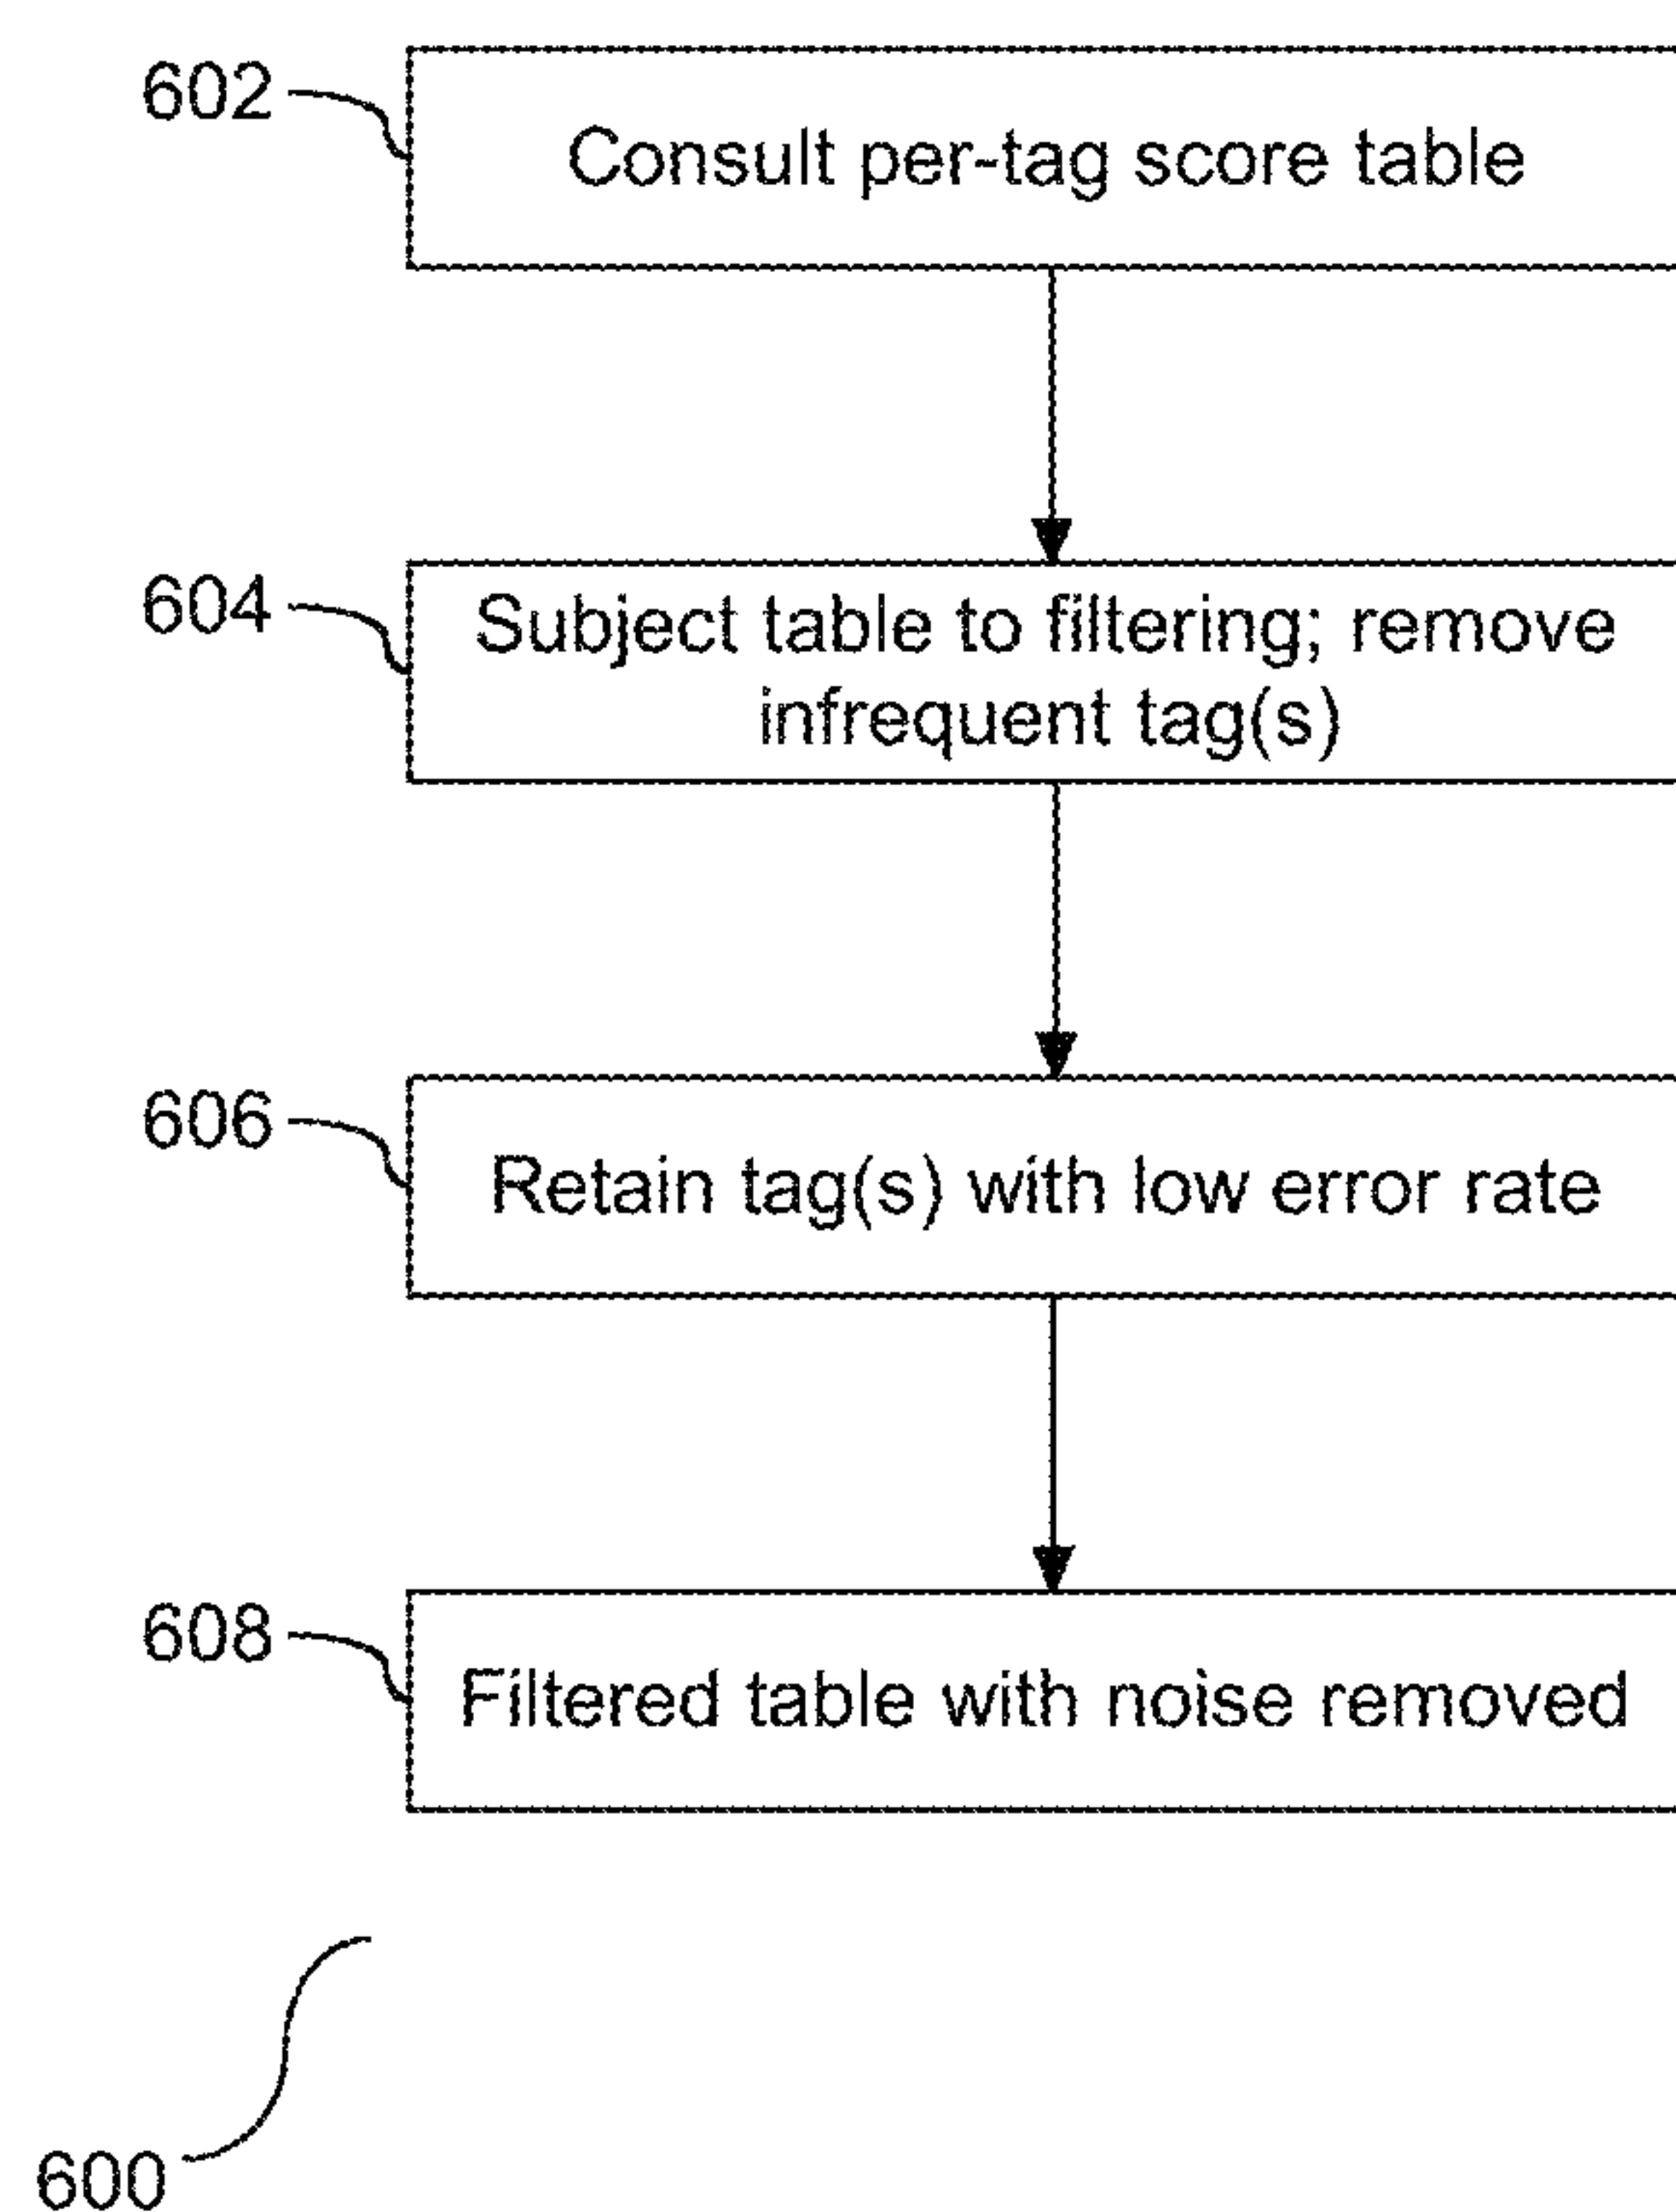 602
Consult per-tag score table
604
Subject table to filtering; remove
infrequent tag(s)
606
Retain tag(s) with low error rate
608
Filtered table with noise removed
600